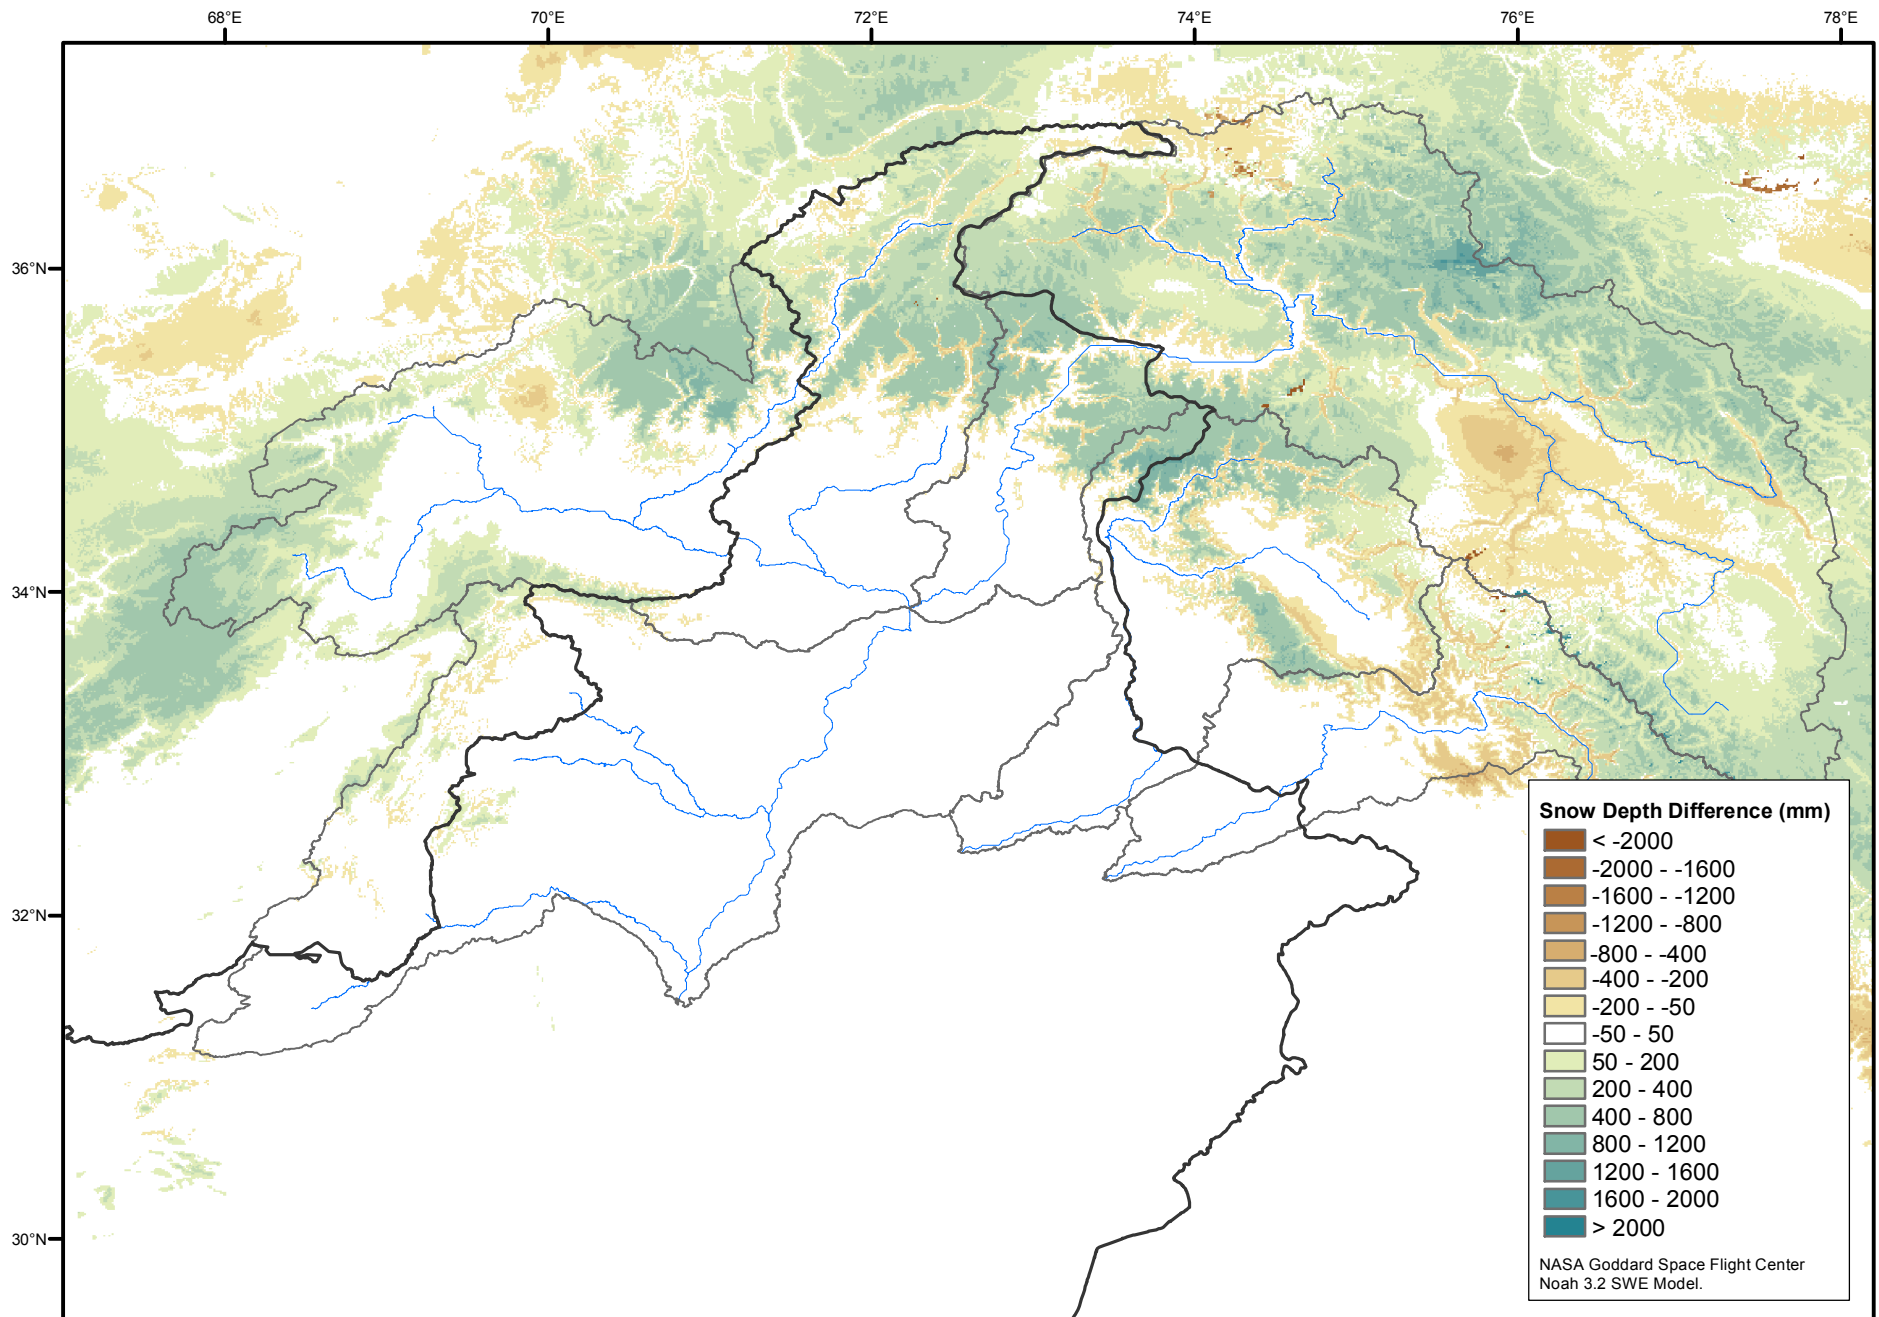 68°E 70°E 72°E 74°E 76°E 78°E
36°N
34°N
32°N
30°N
Snow Depth Difference (mm)
< -2000
-2000 - -1600
-1600 - -1200
-1200 - -800
-800 - -400
-400 - -200
-200 - -50
-50 - 50
50 - 200
200 - 400
400 - 800
800 - 1200
1200 - 1600
1600 - 2000
> 2000
NASA Goddard Space Flight Center
Noah 3.2 SWE Model.